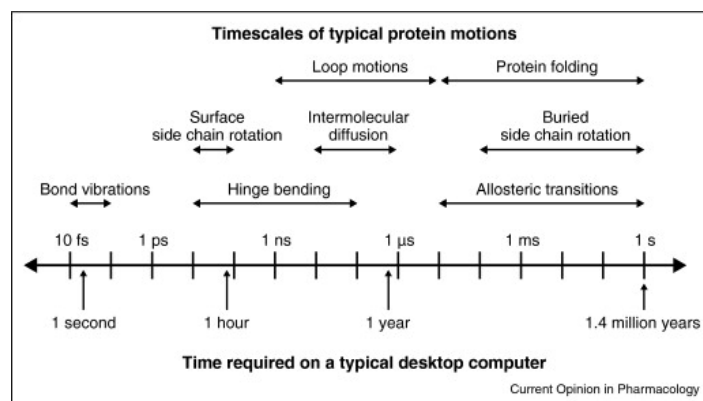 Timescales of typical protein motions
Loop motions
Protein folding
Surface
side chain rotation
Intermolecular
diffusion
Buried
side chain rotation
Bond vibrations
Hinge bending
Allosteric transitions
10 fs
1 ps
1 ns
1 µs
1 ms
1 s
1 second
1 hour
1 year
1.4 million years
Time required on a typical desktop computer
Current Opinion in Pharmacology